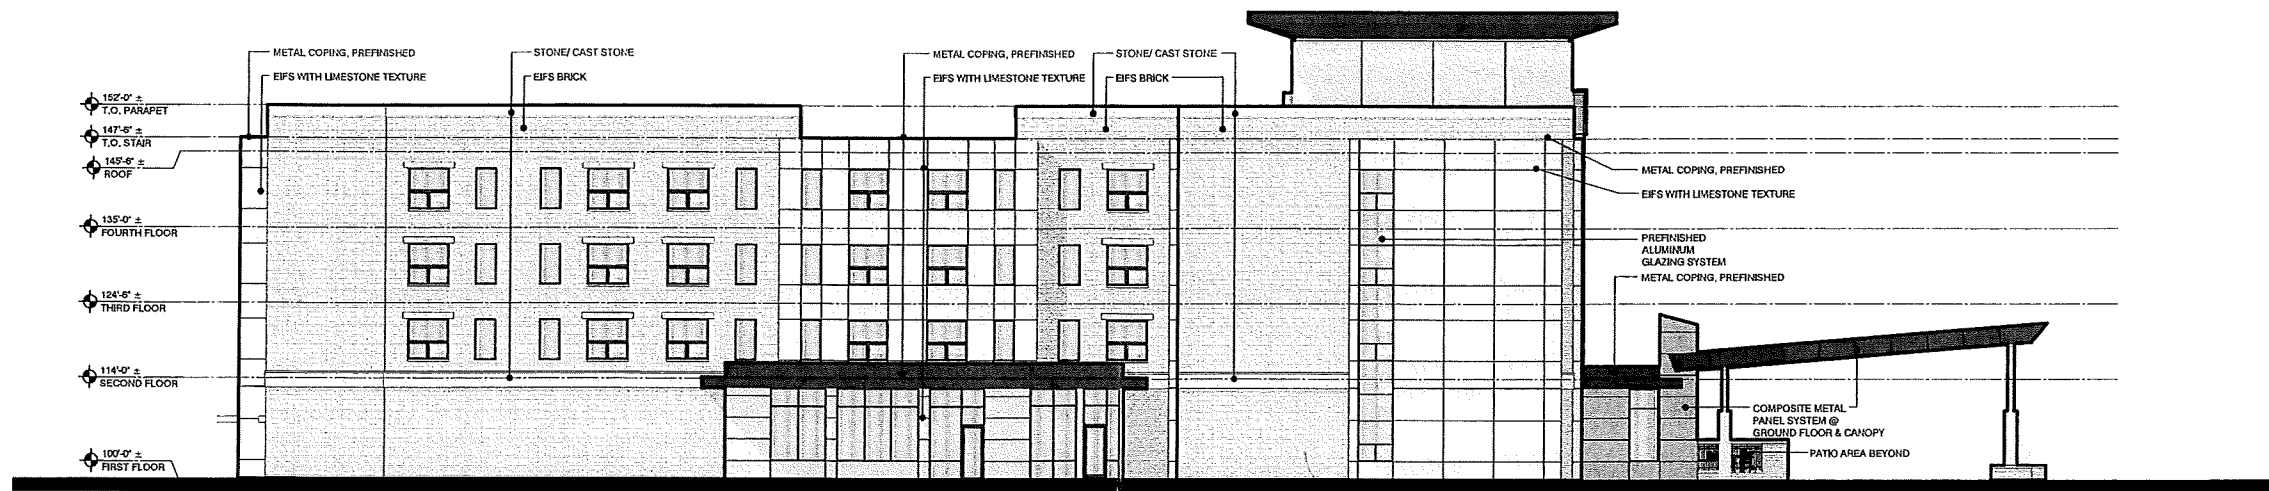 METAL COPING, PREFINISHED
EIFS WITH LIMESTONE TEXTURE
STONE/ CAST STONE
EIFS BRICK
METAL COPING, PREFINISHED
EIFS WITH LIMESTONE TEXTURE
STONE/ CAST STONE
EIFS BRICK
152'-0" ±
T.O. PARAPET
147'-6" ±
T.O. STAIR
145'-6" ±
ROOF
135'-0" ±
FOURTH FLOOR
124'-6" ±
THIRD FLOOR
114'-0" ±
SECOND FLOOR
100'-0" ±
FIRST FLOOR
METAL COPING, PREFINISHED
EIFS WITH LIMESTONE TEXTURE
PREFINISHED
ALUMINUM
GLAZING SYSTEM
METAL COPING, PREFINISHED
COMPOSITE METAL
PANEL SYSTEM @
GROUND FLOOR & CANOPY
PATIO AREA BEYOND